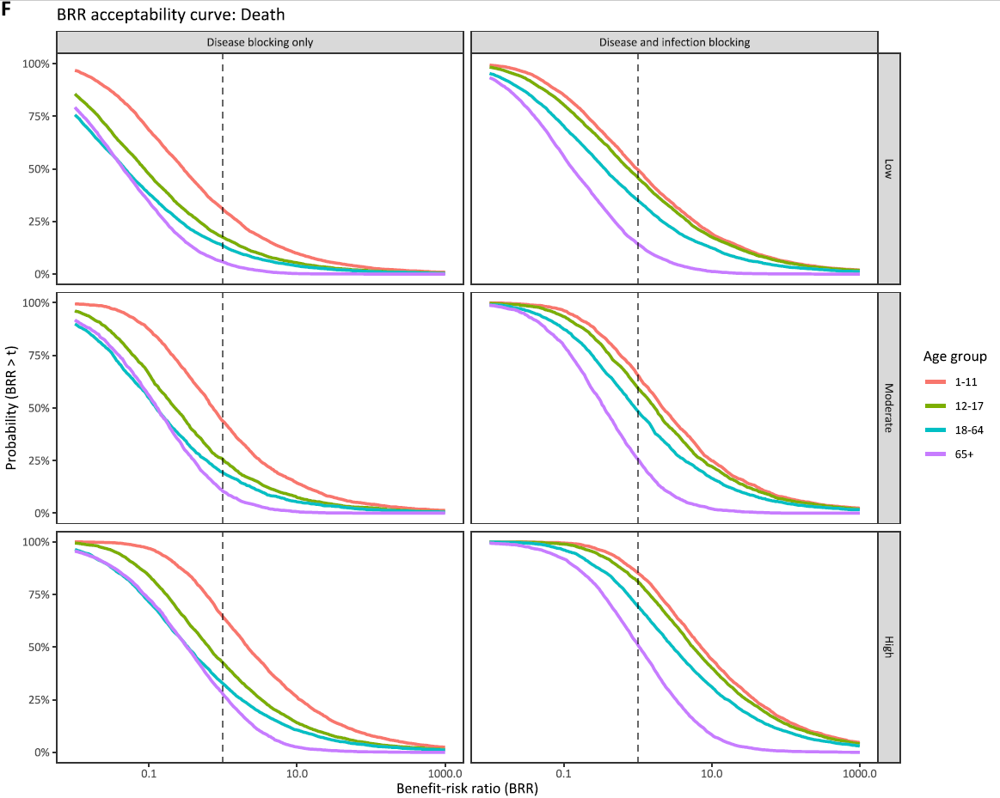 F
BRR acceptability curve: Death
Disease blocking only
Disease and infection blocking
100%
75%
50%
25%
0%
Low
100%
75%
50%
25%
0%
Moderate
100%
75%
50%
25%
0%
High
Probability (BRR > t)
0.1
10.0
1000.0
0.1
10.0
1000.0
Benefit-risk ratio (BRR)
Age group
1-11
12-17
18-64
65+